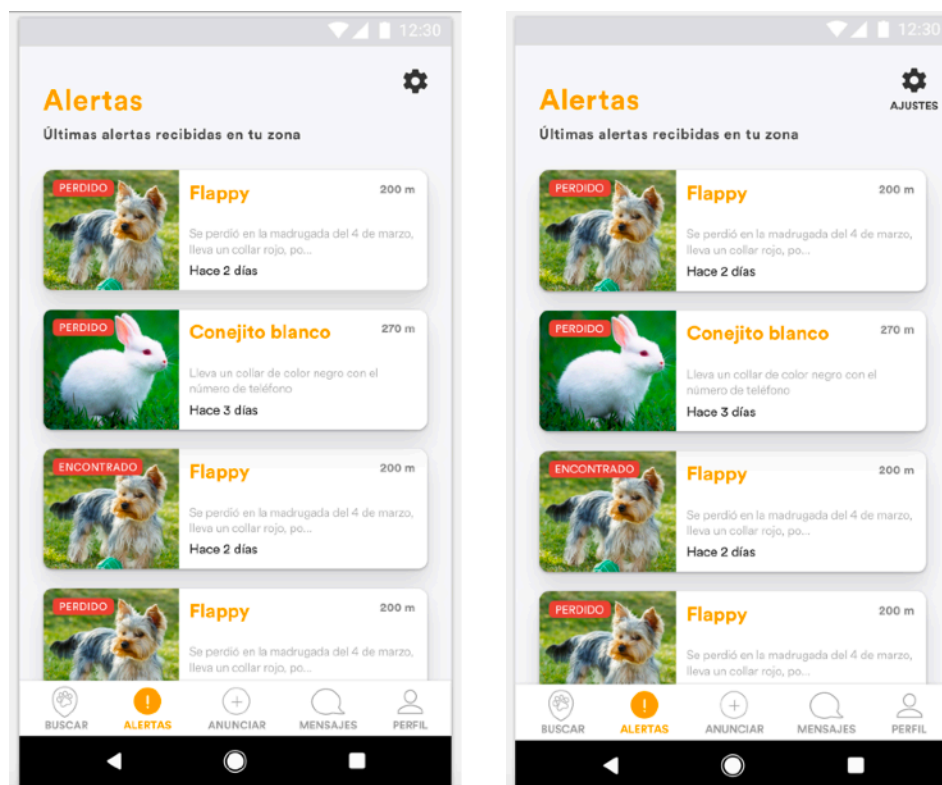 12:30
Alertas
Últimas alertas recibidas en tu zona
PERDIDO
Flappy
200 m
Se perdió en la madrugada del 4 de marzo,
lleva un collar rojo, po...
Hace 2 días
PERDIDO
Conejito blanco
270 m
Lleva un collar de color negro con el
número de teléfono
Hace 3 días
ENCONTRADO
Flappy
200 m
Se perdió en la madrugada del 4 de marzo,
lleva un collar rojo, po...
Hace 2 días
PERDIDO
Flappy
200 m
Se perdió en la madrugada del 4 de marzo,
lleva un collar rojo, po...
BUSCAR
ALERTAS
ANUNCIAR
MENSAJES
PERFIL
12:30
Alertas
AJUSTES
Últimas alertas recibidas en tu zona
PERDIDO
Flappy
200 m
Se perdió en la madrugada del 4 de marzo,
lleva un collar rojo, po...
Hace 2 días
PERDIDO
Conejito blanco
270 m
Lleva un collar de color negro con el
número de teléfono
Hace 3 días
ENCONTRADO
Flappy
200 m
Se perdió en la madrugada del 4 de marzo,
lleva un collar rojo, po...
Hace 2 días
PERDIDO
Flappy
200 m
Se perdió en la madrugada del 4 de marzo,
lleva un collar rojo, po...
BUSCAR
ALERTAS
ANUNCIAR
MENSAJES
PERFIL